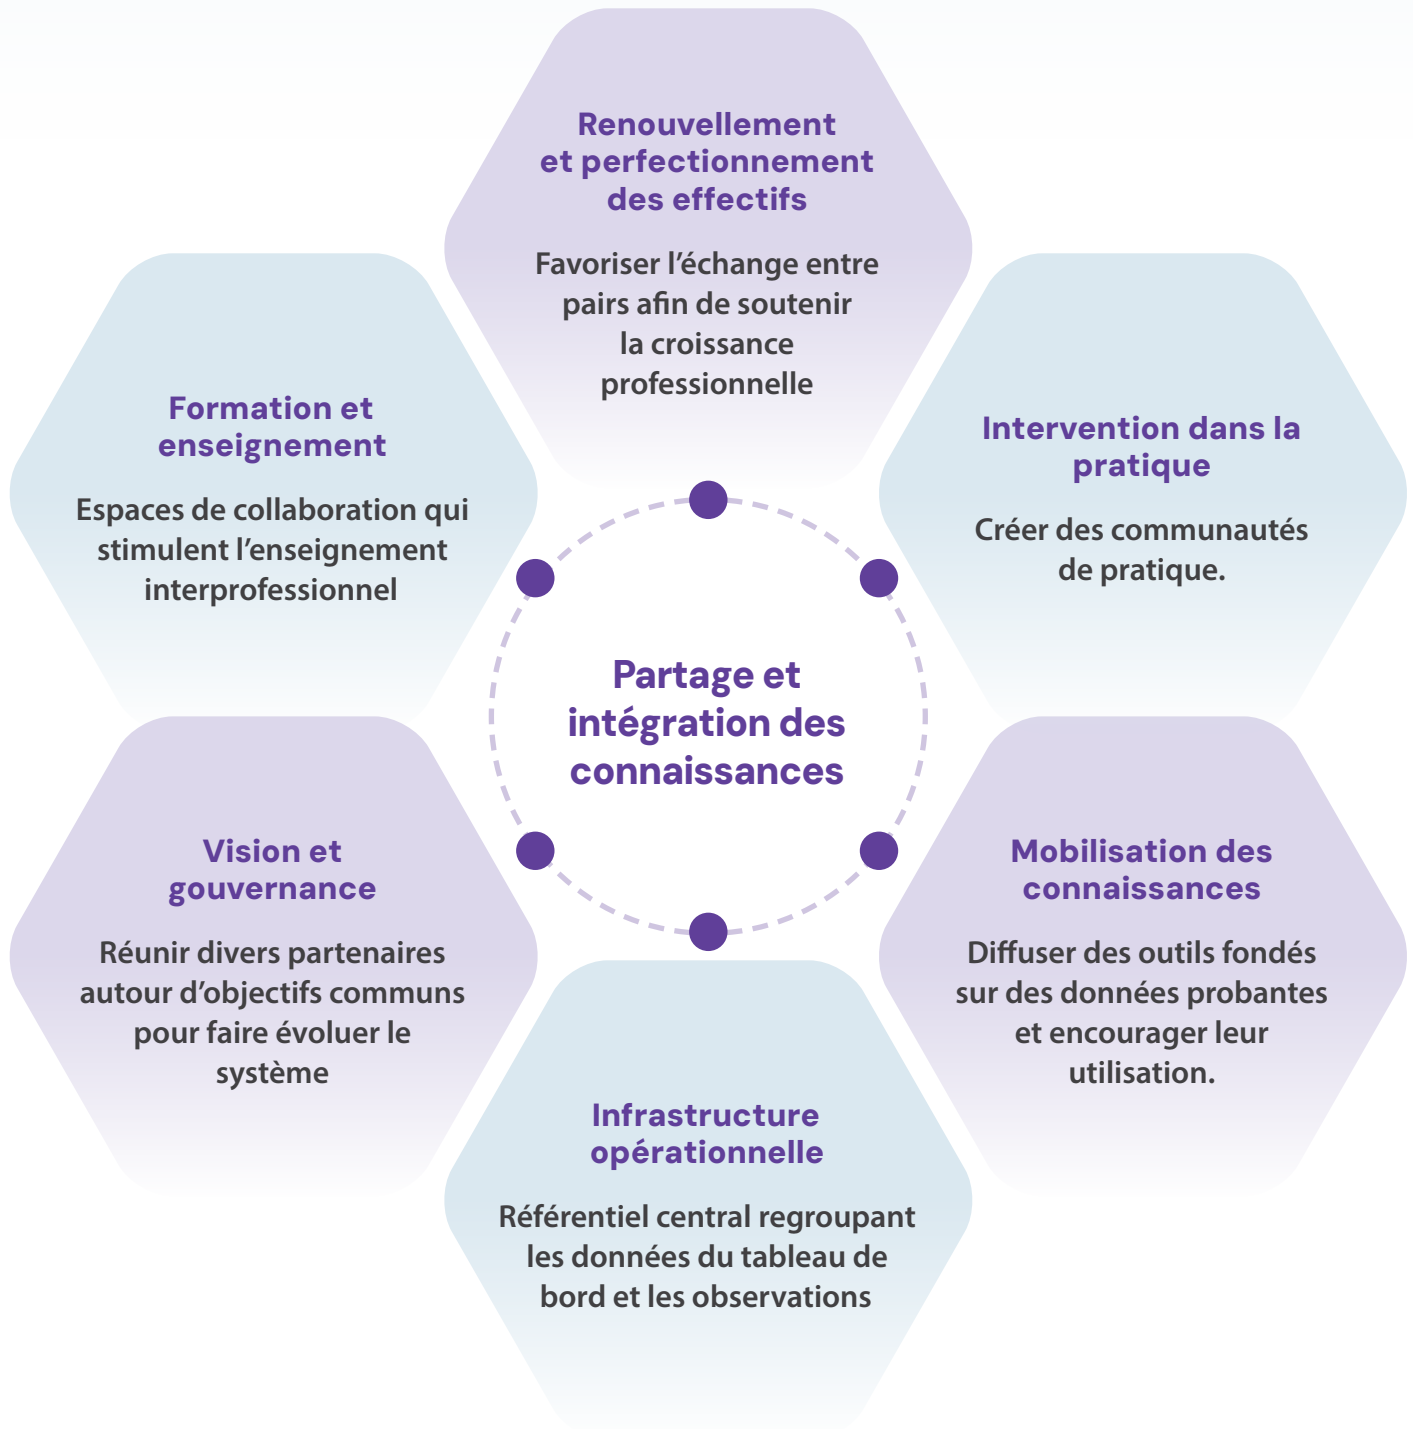 Renouvellement
et perfectionnement
des effectifs
Favoriser l’échange entre
pairs afin de soutenir
la croissance
professionnelle
Formation et
enseignement
Espaces de collaboration qui
stimulent l’enseignement
interprofessionnel
Intervention dans la
pratique
Créer des communautés
de pratique.
Partage et
intégration des
connaissances
Vision et
gouvernance
Réunir divers partenaires
autour d’objectifs communs
pour faire évoluer le
système
Mobilisation des
connaissances
Diffuser des outils fondés
sur des données probantes
et encourager leur
utilisation.
Infrastructure
opérationnelle
Référentiel central regroupant
les données du tableau de
bord et les observations